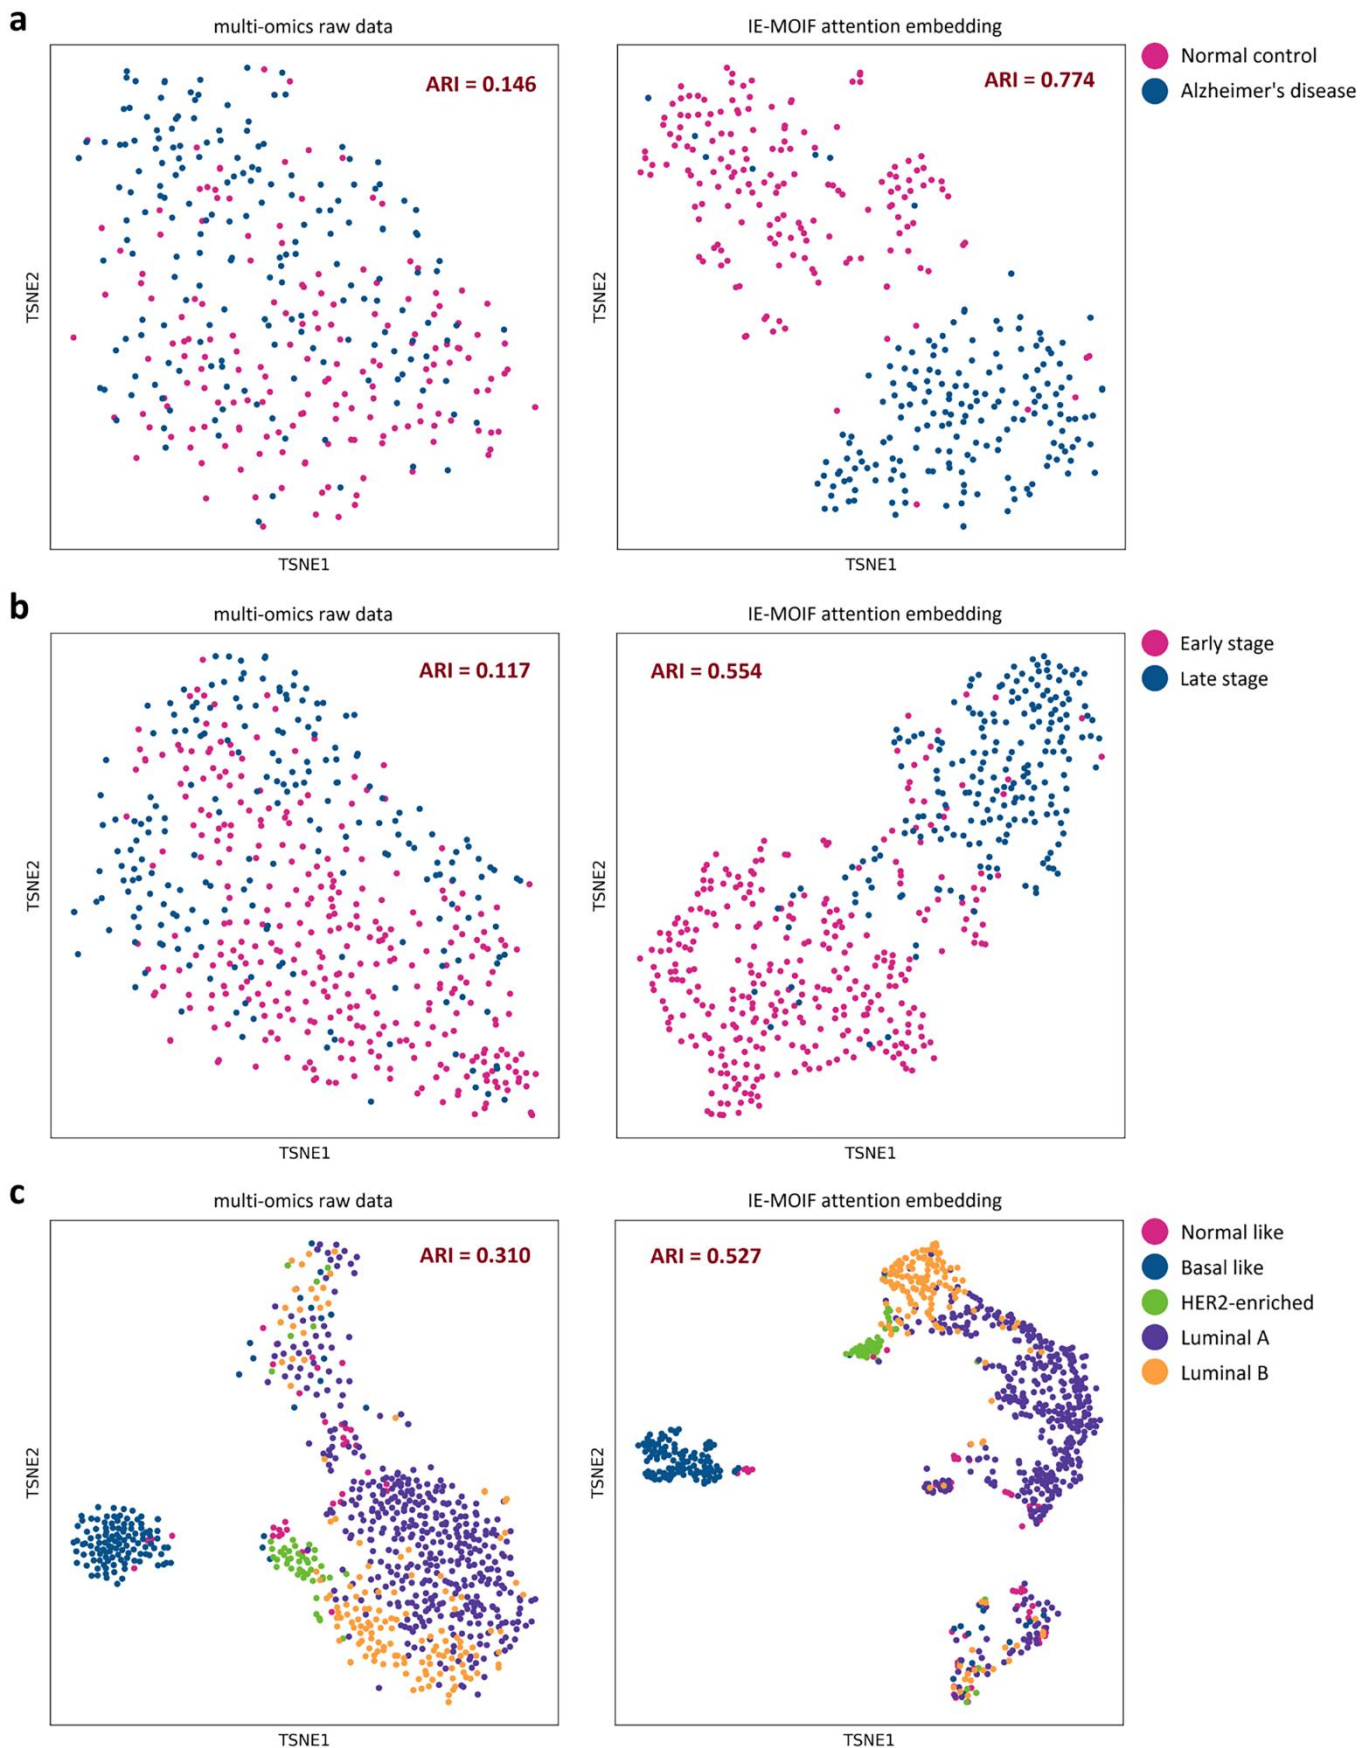 a
multi-omics raw data
IE-MOIF attention embedding
ARI = 0.146
ARI = 0.774
Normal control
Alzheimer's disease
TSNE2
TSNE2
TSNE1
TSNE1
b
multi-omics raw data
IE-MOIF attention embedding
ARI = 0.117
ARI = 0.554
Early stage
Late stage
TSNE2
TSNE2
TSNE1
TSNE1
c
multi-omics raw data
IE-MOIF attention embedding
ARI = 0.310
ARI = 0.527
Normal like
Basal like
HER2-enriched
Luminal A
Luminal B
TSNE2
TSNE2
TSNE1
TSNE1